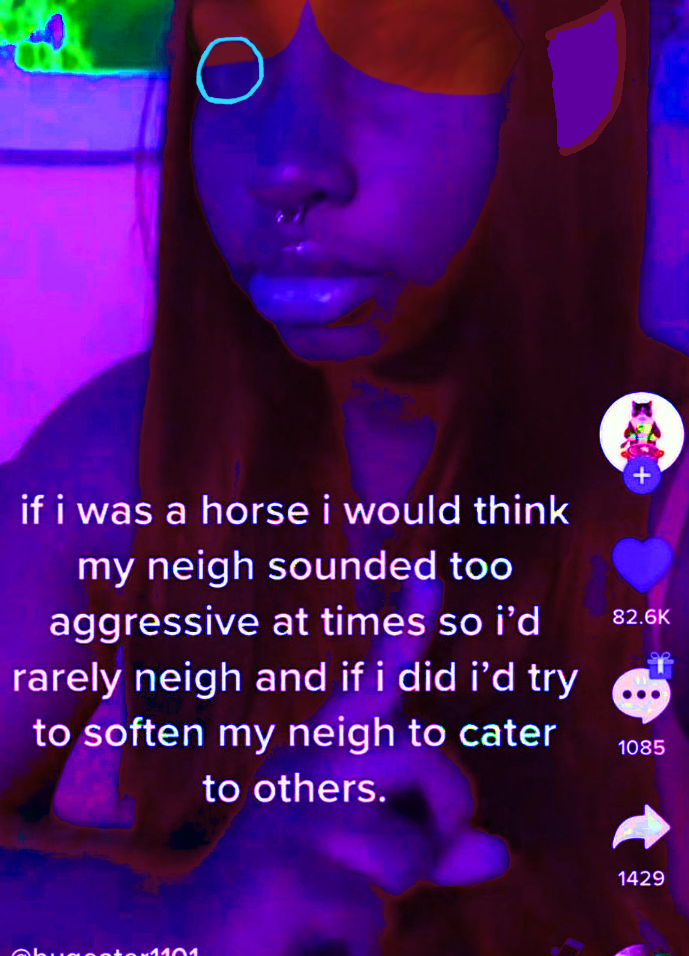 if i was a horse i would think
my neigh sounded too
aggressive at times so i'd
rarely neigh and if i did i'd try
to soften my neigh to cater
to others.
82.6K
1085
1429